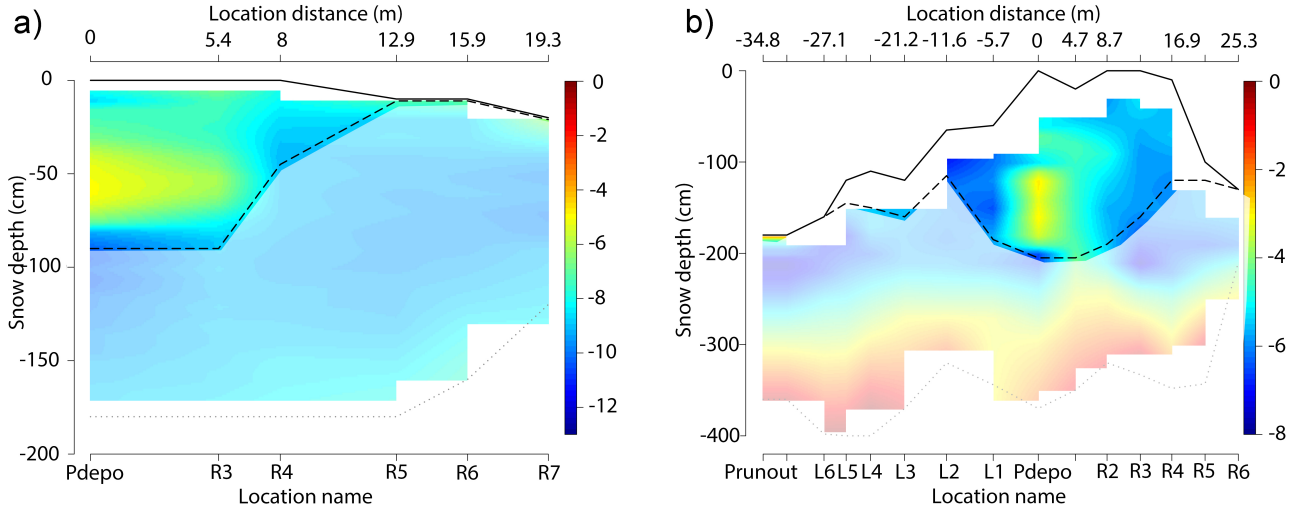 a)
Location distance (m)
0 5.4 8 12.9 15.9 19.3
0
-50
-100
-150
-200
Snow depth (cm)
Pdepo R3 R4 R5 R6 R7
Location name
0
-2
-4
-6
-8
-10
-12
b)
Location distance (m)
-34.8 -27.1 -21.2 -11.6 -5.7 0 4.7 8.7 16.9 25.3
0
-100
-200
-300
-400
Snow depth (cm)
Prunout L6 L5 L4 L3 L2 L1 Pdepo R2 R3 R4 R5 R6
Location name
0
-2
-4
-6
-8